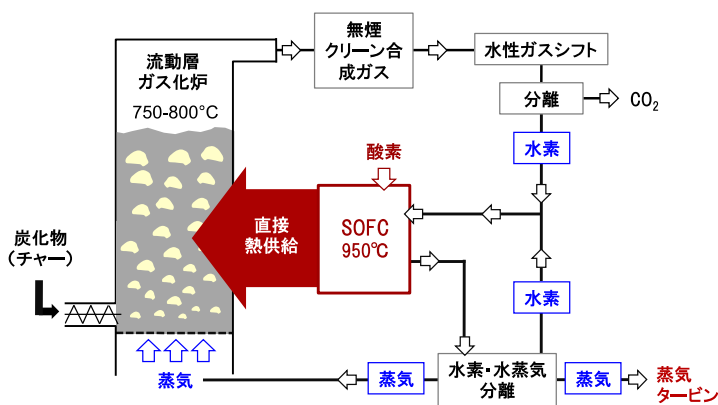 流動層
ガス化炉
750-800°C
無煙
クリーン合
成ガス
水性ガスシフト
分離
CO₂
水素
酸素
SOFC
950℃
直接
熱供給
炭化物
(チャー)
水素
蒸気
蒸気
水素・水蒸気
分離
蒸気
蒸気
タービン